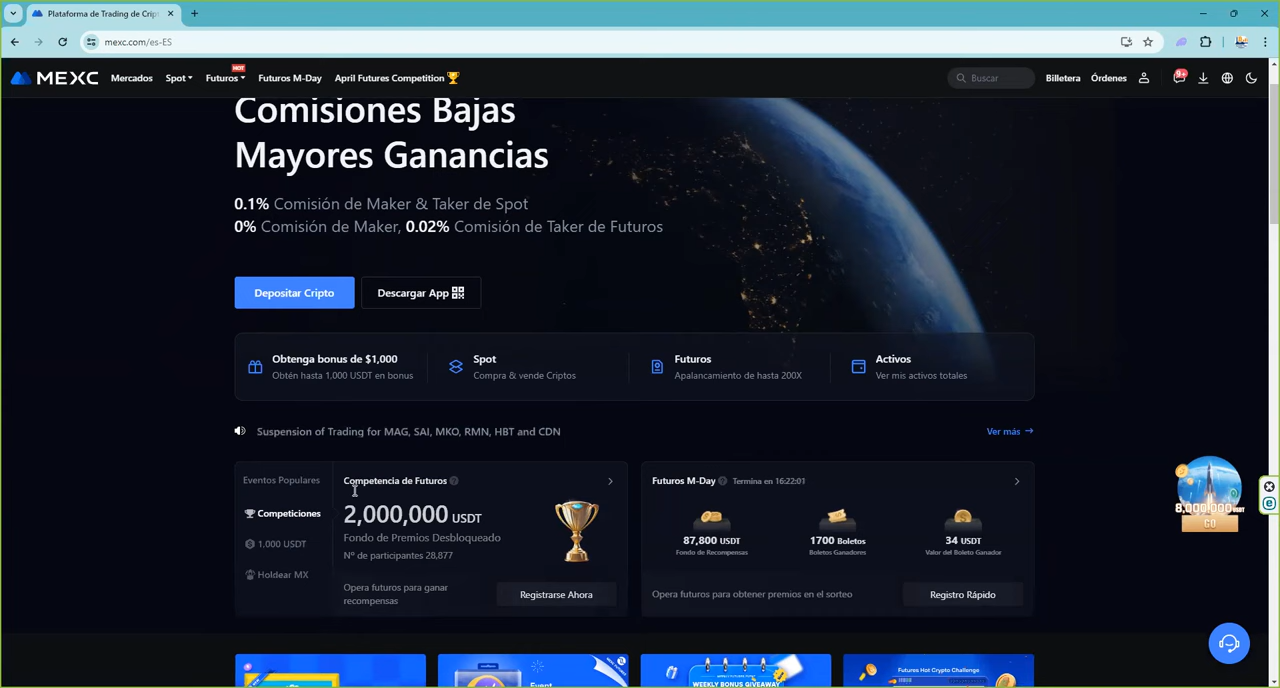 Plataforma de Trading de Crip
mexc.com/es-ES
MEXC Mercados Spot Futuros HOT Futuros M-Day April Futures Competition Buscar Billetera Órdenes 9+
Comisiones Bajas
Mayores Ganancias
0.1% Comisión de Maker & Taker de Spot
0% Comisión de Maker, 0.02% Comisión de Taker de Futuros
Depositar Cripto Descargar App
Obtenga bonus de $1,000
Obtén hasta 1,000 USDT en bonus
Spot
Compra & vende Criptos
Futuros
Apalancamiento de hasta 200X
Activos
Ver mis activos totales
Suspension of Trading for MAG, SAI, MKO, RMN, HBT and CDN
Ver más
Eventos Populares
Competiciones
1,000 USDT
Holdear MX
Competencia de Futuros
2,000,000 USDT
Fondo de Premios Desbloqueado
Nº de participantes 28,877
Opera futuros para ganar
recompensas
Registrarse Ahora
Futuros M-Day Termina en 16:22:01
87,800 USDT
Fondo de Recompensas
1700 Boletos
Boletos Ganadores
34 USDT
Valor del Boleto Ganador
Opera futuros para obtener premios en el sorteo
Registro Rápido
8,000,000 USDT
GO
Event
WEEKLY BONUS GIVEAWAY
Futures Hot Crypto Challenge